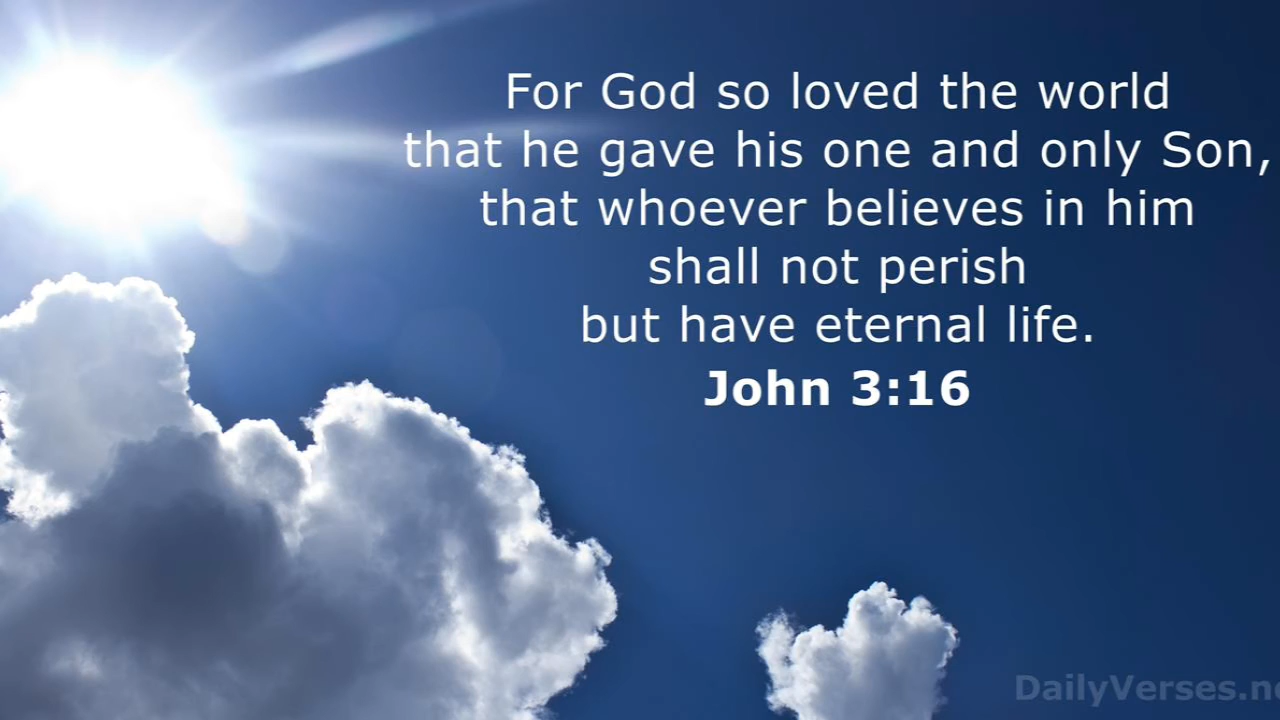 For God so loved the world
that he gave his one and only Son,
that whoever believes in him
shall not perish
but have eternal life.
John 3:16
DailyVerses.ne